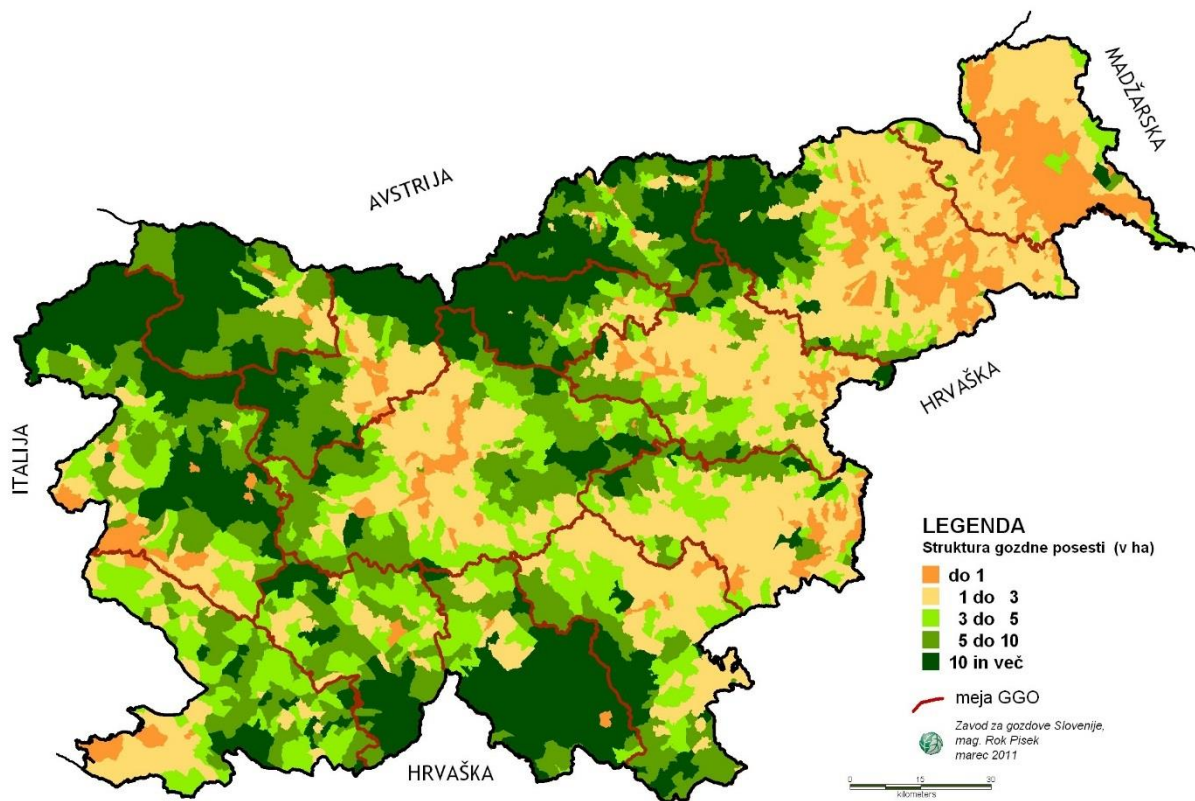 MADŽARSKA
AVSTRIJA
HRVAŠKA
ITALIJA
HRVAŠKA
LEGENDA
Struktura gozdne posesti (v ha)
do 1
1 do 3
3 do 5
5 do 10
10 in več
meja GGO
Zavod za gozdove Slovenije,
mag. Rok Pisek
marec 2011
0 15 30
kilometers